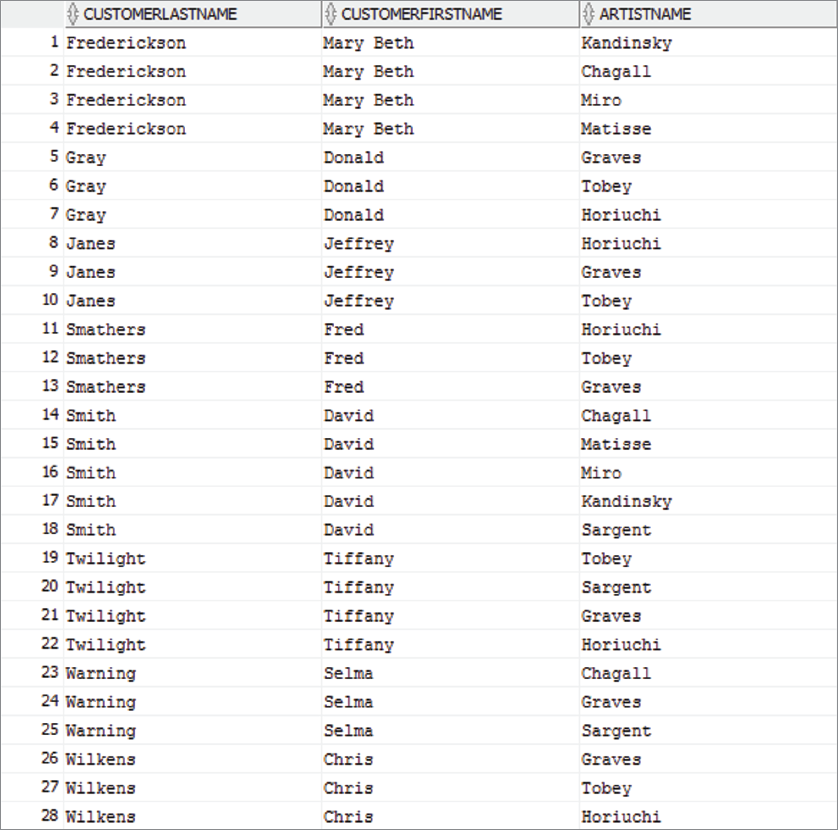 CUSTOMERLASTNAME CUSTOMERFIRSTNAME ARTISTNAME
1 Frederickson Mary Beth Kandinsky
2 Frederickson Mary Beth Chagall
3 Frederickson Mary Beth Miro
4 Frederickson Mary Beth Matisse
5 Gray Donald Graves
6 Gray Donald Tobey
7 Gray Donald Horiuchi
8 Janes Jeffrey Horiuchi
9 Janes Jeffrey Graves
10 Janes Jeffrey Tobey
11 Smathers Fred Horiuchi
12 Smathers Fred Tobey
13 Smathers Fred Graves
14 Smith David Chagall
15 Smith David Matisse
16 Smith David Miro
17 Smith David Kandinsky
18 Smith David Sargent
19 Twilight Tiffany Tobey
20 Twilight Tiffany Sargent
21 Twilight Tiffany Graves
22 Twilight Tiffany Horiuchi
23 Warning Selma Chagall
24 Warning Selma Graves
25 Warning Selma Sargent
26 Wilkens Chris Graves
27 Wilkens Chris Tobey
28 Wilkens Chris Horiuchi